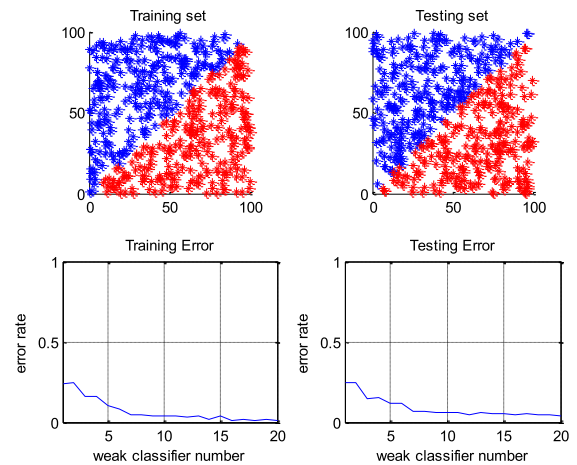 Training set
Testing set
100
50
0
0 50 100
100
50
0
0 50 100
Training Error
Testing Error
1
0.5
0
error rate
5 10 15 20
weak classifier number
1
0.5
0
error rate
5 10 15 20
weak classifier number